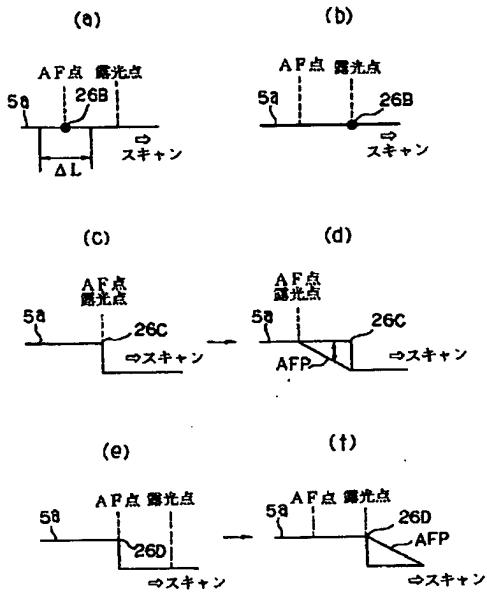 (a)
AF点 露光点
5a
26B
⇨
スキャン
ΔL
(b)
AF点 露光点
5a
26B
⇨
スキャン
(c)
AF点
露光点
5a
26C
⇨スキャン
(d)
AF点
露光点
5a
26C
⇨スキャン
AFP
(e)
AF点 露光点
5a
26D
⇨スキャン
(f)
AF点 露光点
5a
26D
AFP
⇨スキャン